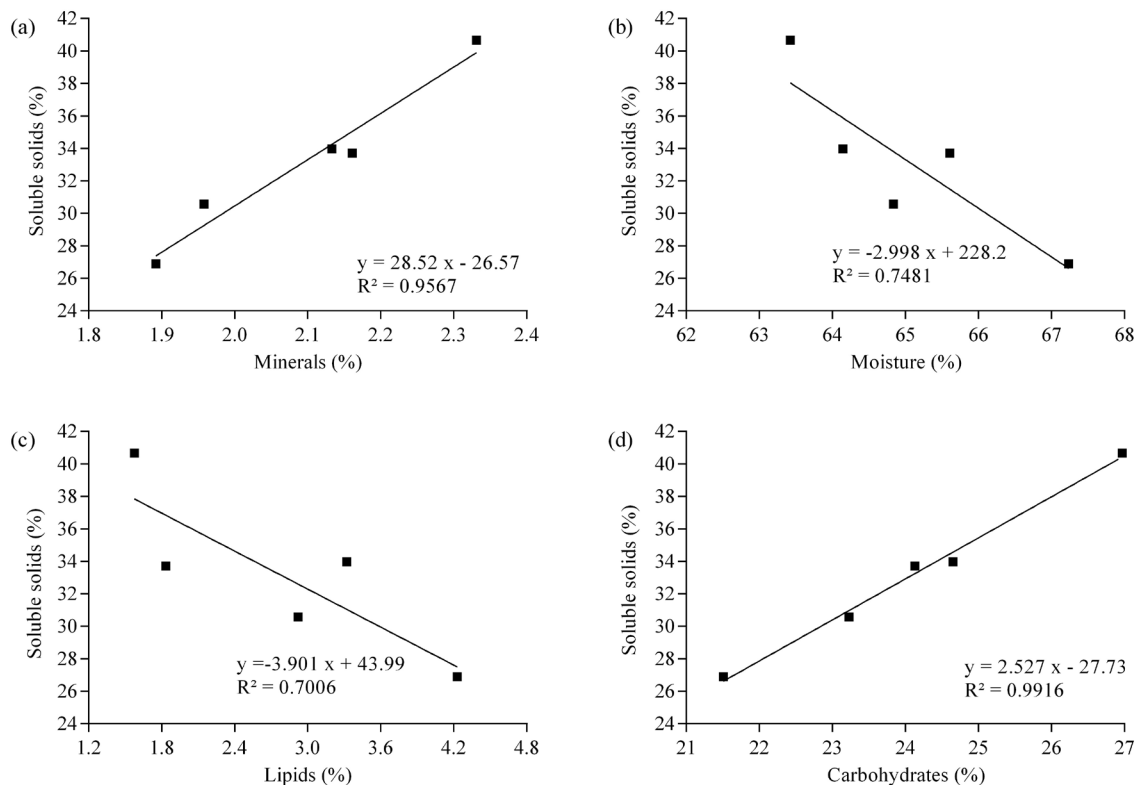 (a)
Soluble solids (%)
42
40
38
36
34
32
30
28
26
24
y = 28.52 x - 26.57
R² = 0.9567
1.8 1.9 2.0 2.1 2.2 2.3 2.4
Minerals (%)
(b)
Soluble solids (%)
42
40
38
36
34
32
30
28
26
24
y = -2.998 x + 228.2
R² = 0.7481
62 63 64 65 66 67 68
Moisture (%)
(c)
Soluble solids (%)
42
40
38
36
34
32
30
28
26
24
y =-3.901 x + 43.99
R² = 0.7006
1.2 1.8 2.4 3.0 3.6 4.2 4.8
Lipids (%)
(d)
Soluble solids (%)
42
40
38
36
34
32
30
28
26
24
y = 2.527 x - 27.73
R² = 0.9916
21 22 23 24 25 26 27
Carbohydrates (%)